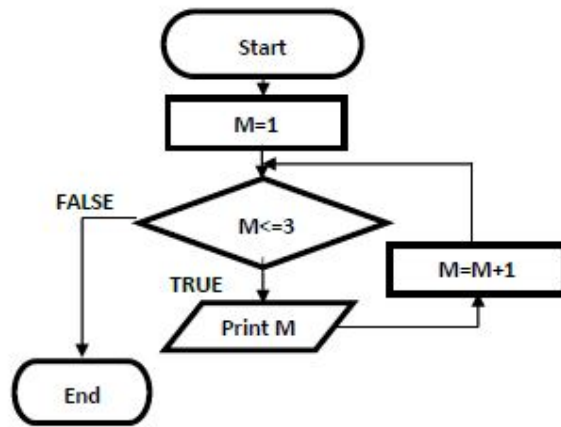 Start
M=1
FALSE
M<=3
TRUE
M=M+1
Print M
End